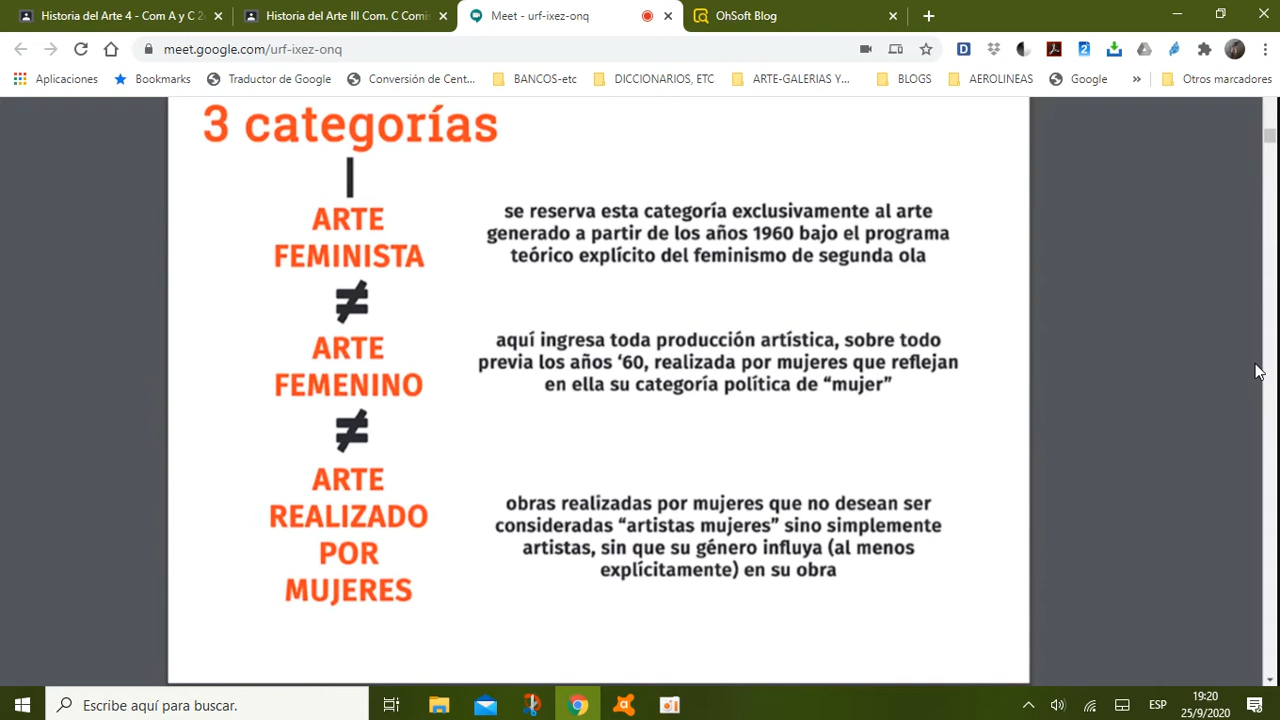 Historia del Arte 4 - Com A y C 2
Historia del Arte III Com. C Comis
Meet - urf-ixez-onq
OhSoft Blog
meet.google.com/urf-ixez-onq
Aplicaciones
Bookmarks
Traductor de Google
Conversión de Gent...
BANCOS-etc
DICCIONARIOS, ETC
ARTE-GALERIAS Y...
BLOGS
AEROLINEAS
Google
»
Otros marcadores
3 categorías
ARTE
FEMINISTA
se reserva esta categoría exclusivamente al arte
generado a partir de los años 1960 bajo el programa
teórico explícito del feminismo de segunda ola
≠
ARTE
FEMENINO
aquí ingresa toda producción artística, sobre todo
previa los años ‘60, realizada por mujeres que reflejan
en ella su categoría política de “mujer”
≠
ARTE
REALIZADO
POR
MUJERES
obras realizadas por mujeres que no desean ser
consideradas “artistas mujeres” sino simplemente
artistas, sin que su género influya (al menos
explícitamente) en su obra
Escribe aquí para buscar.
ESP
19:20
25/9/2020